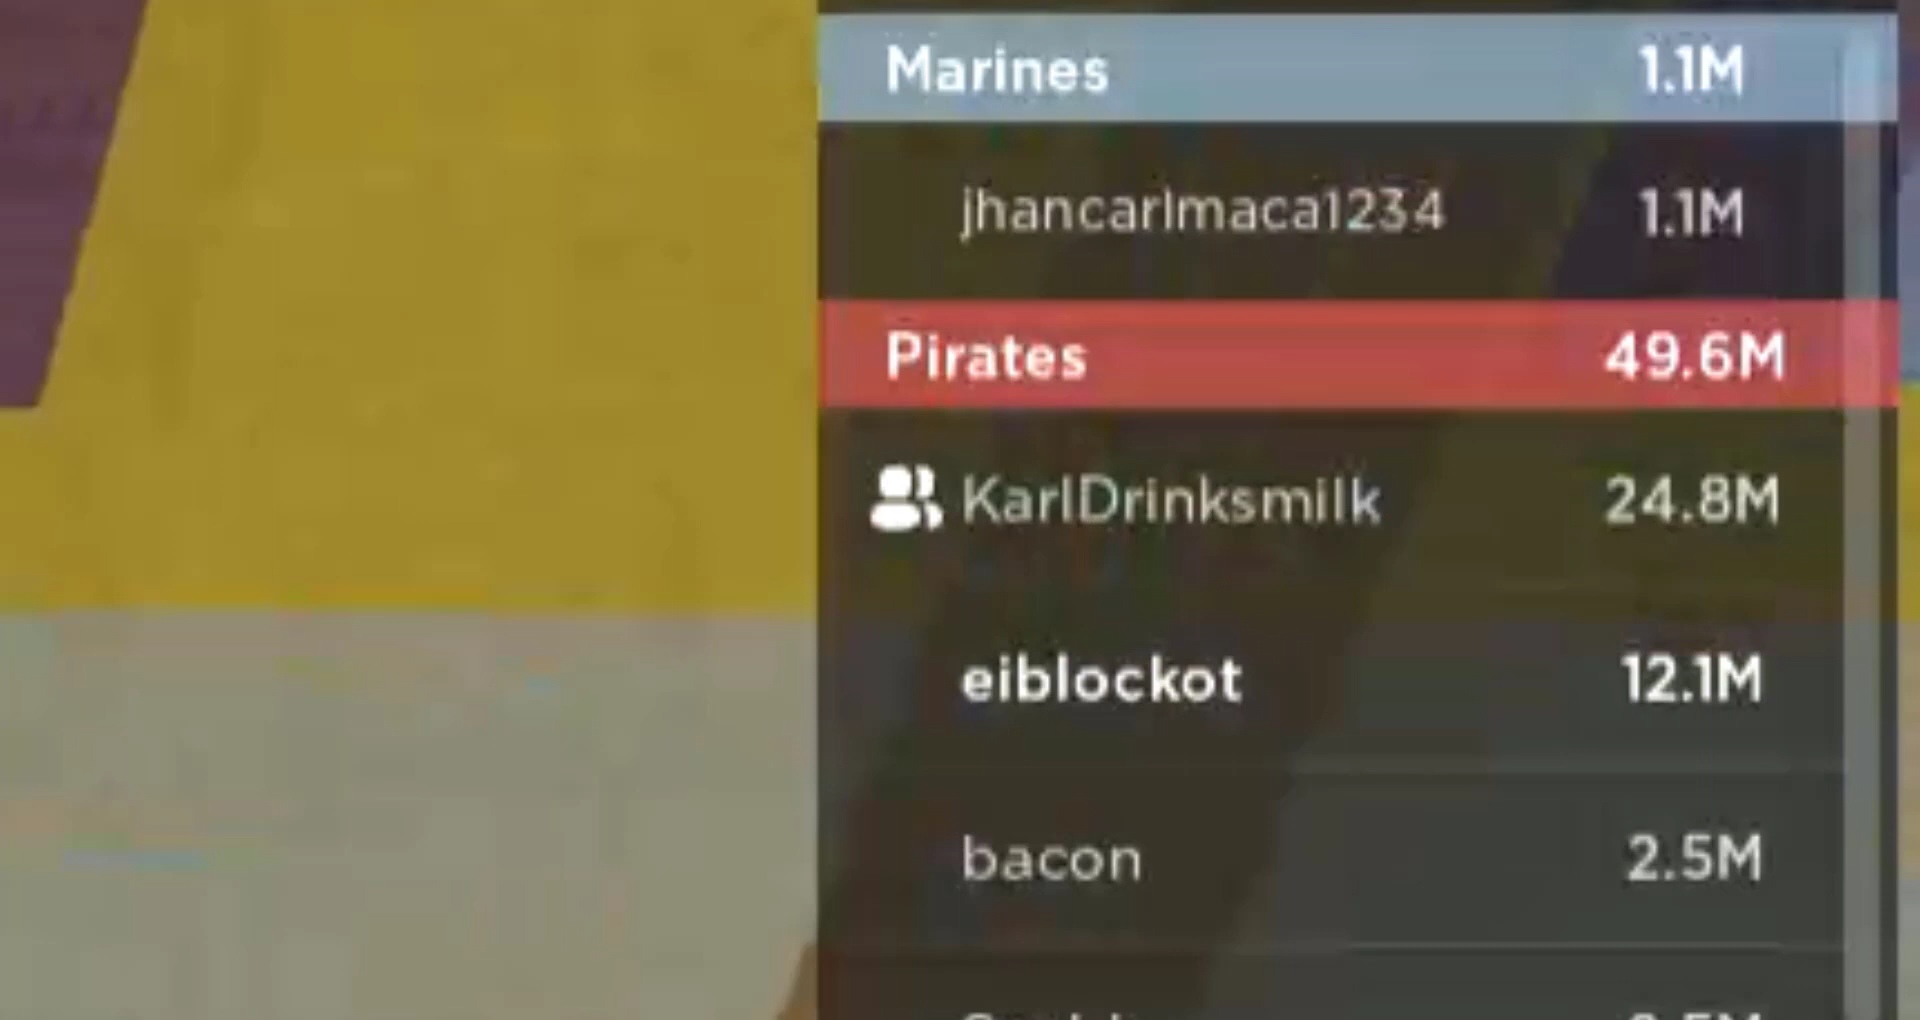 Marines 1.1M
jhancarlmaca1234 1.1M
Pirates 49.6M
KarlDrinksmilk 24.8M
eiblockot 12.1M
bacon 2.5M